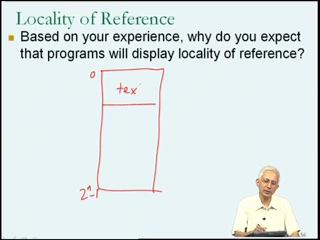 Locality of Reference
Based on your experience, why do you expect
that programs will display locality of reference?
0
tex
2ⁿ-1